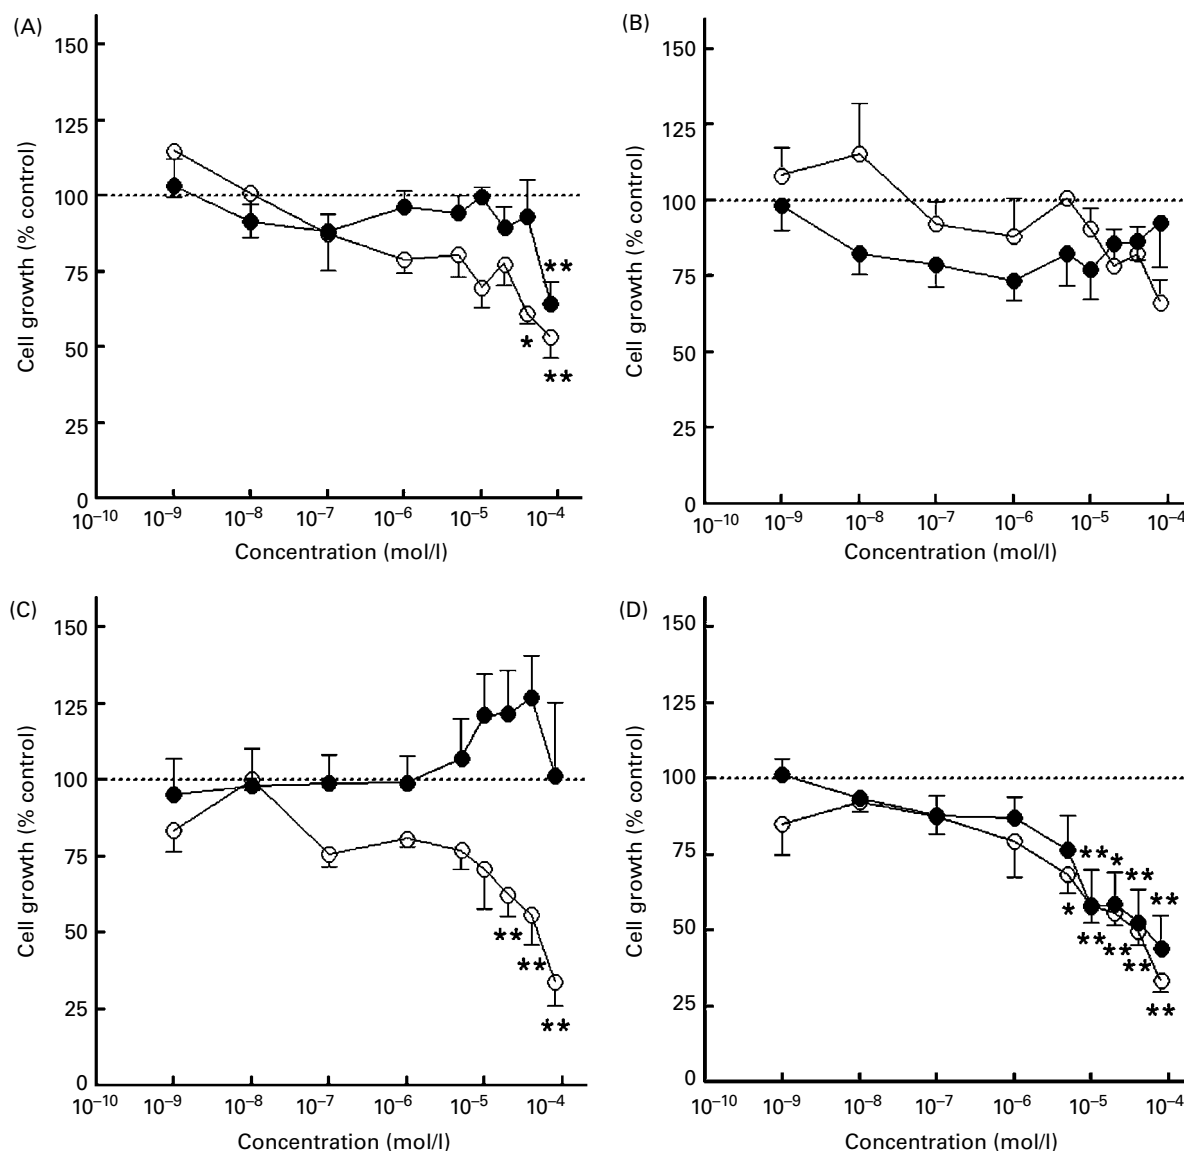 (A)
150
125
100
75
50
25
0
**
*
**
10⁻¹⁰ 10⁻⁹ 10⁻⁸ 10⁻⁷ 10⁻⁶ 10⁻⁵ 10⁻⁴
Concentration (mol/l)
Cell growth (% control)
(B)
150
125
100
75
50
25
0
10⁻¹⁰ 10⁻⁹ 10⁻⁸ 10⁻⁷ 10⁻⁶ 10⁻⁵ 10⁻⁴
Concentration (mol/l)
Cell growth (% control)
(C)
150
125
100
75
50
25
0
**
**
**
10⁻¹⁰ 10⁻⁹ 10⁻⁸ 10⁻⁷ 10⁻⁶ 10⁻⁵ 10⁻⁴
Concentration (mol/l)
Cell growth (% control)
(D)
150
125
100
75
50
25
0
** * ** **
* ** ** ** **
10⁻¹⁰ 10⁻⁹ 10⁻⁸ 10⁻⁷ 10⁻⁶ 10⁻⁵ 10⁻⁴
Concentration (mol/l)
Cell growth (% control)